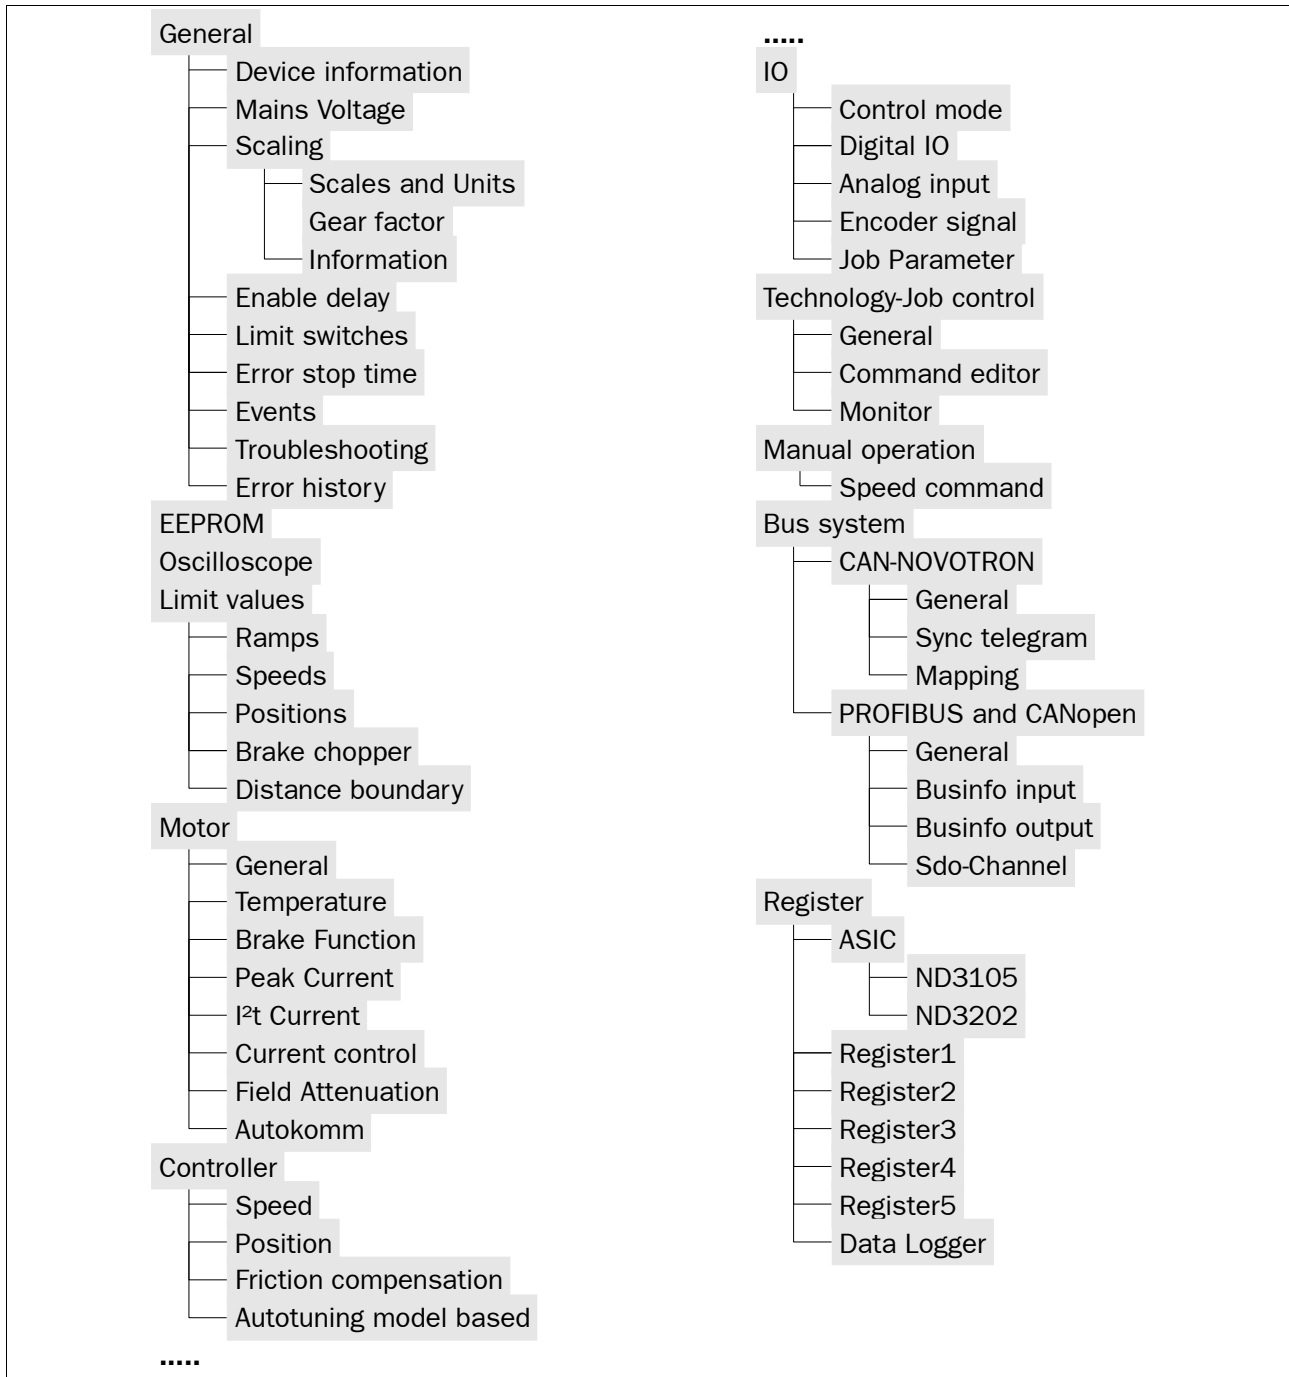 General
Device information
Mains Voltage
Scaling
Scales and Units
Gear factor
Information
Enable delay
Limit switches
Error stop time
Events
Troubleshooting
Error history
EEPROM
Oscilloscope
Limit values
Ramps
Speeds
Positions
Brake chopper
Distance boundary
Motor
General
Temperature
Brake Function
Peak Current
I²t Current
Current control
Field Attenuation
Autokomm
Controller
Speed
Position
Friction compensation
Autotuning model based
.....
.....
IO
Control mode
Digital IO
Analog input
Encoder signal
Job Parameter
Technology-Job control
General
Command editor
Monitor
Manual operation
Speed command
Bus system
CAN-NOVOTRON
General
Sync telegram
Mapping
PROFIBUS and CANopen
General
Businfo input
Businfo output
Sdo-Channel
Register
ASIC
ND3105
ND3202
Register1
Register2
Register3
Register4
Register5
Data Logger